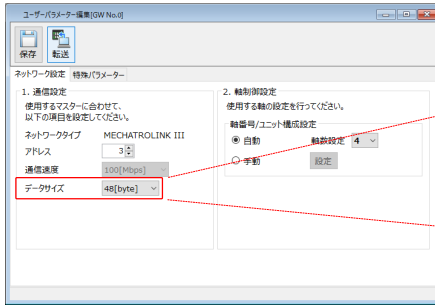 ユーザーパラメーター編集[GW No.0]
保存 転送
ネットワーク設定 特殊パラメーター
1. 通信設定
使用するマスターに合わせて、
以下の項目を設定してください。
ネットワークタイプ MECHATROLINK III
アドレス 3
通信速度 100[Mbps]
データサイズ 48[byte]
2. 軸制御設定
使用する軸の設定を行ってください。
軸番号/ユニット構成設定
自動 軸数設定 4
手動 設定